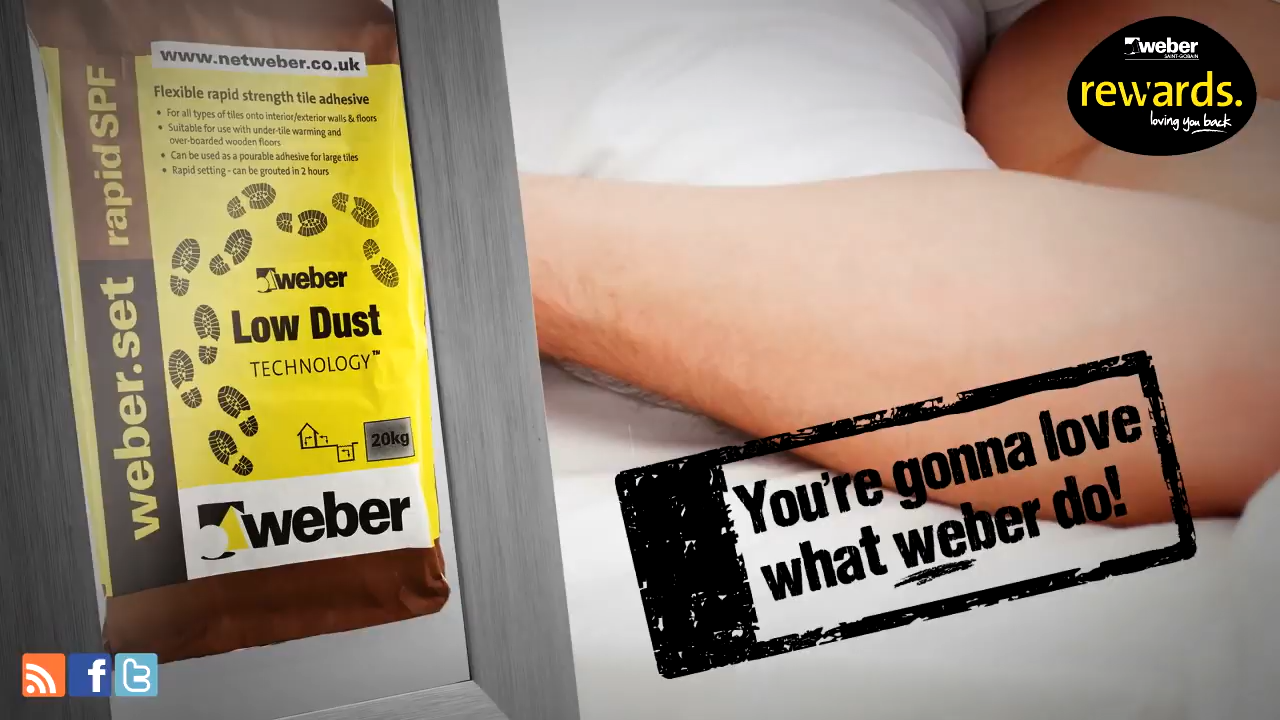 www.netweber.co.uk
Flexible rapid strength tile adhesive
• For all types of tiles onto interior/exterior walls & floors
• Suitable for use with under-tile warming and
over-boarded wooden floors
• Can be used as a pourable adhesive for large tiles
• Rapid setting - can be grouted in 2 hours
weber.set rapid SPF
weber
Low Dust
TECHNOLOGY™
20kg
weber
weber
SAINT-GOBAIN
rewards.
loving you back
You're gonna love
what weber do!